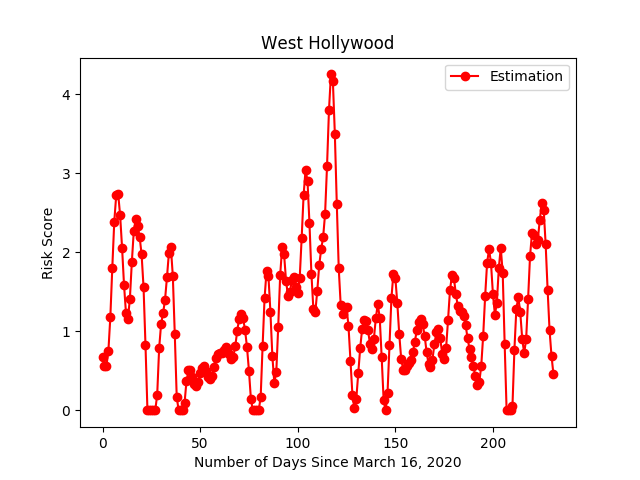 West Hollywood
Estimation
Risk Score
4
3
2
1
0
0 50 100 150 200
Number of Days Since March 16, 2020